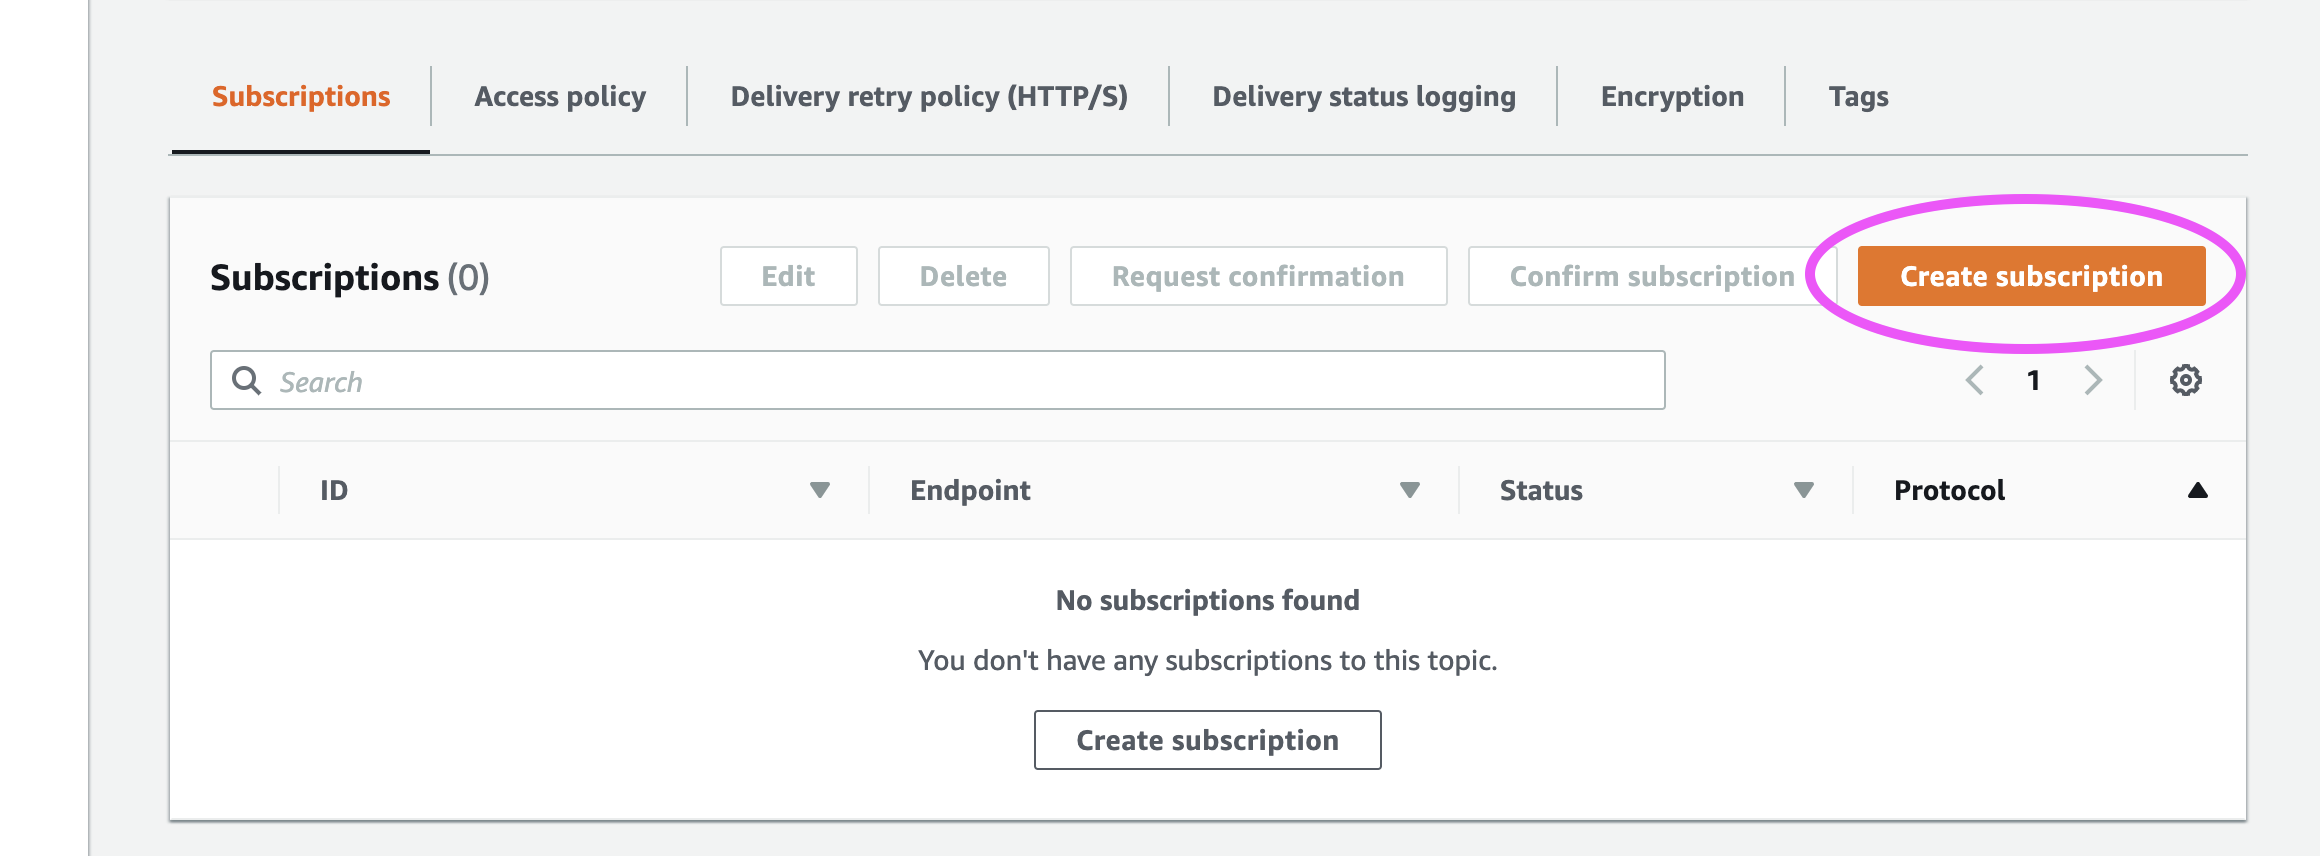 Subscriptions Access policy Delivery retry policy (HTTP/S) Delivery status logging Encryption Tags
Subscriptions (0) Edit Delete Request confirmation Confirm subscription Create subscription
Search 1
ID Endpoint Status Protocol
No subscriptions found
You don't have any subscriptions to this topic.
Create subscription